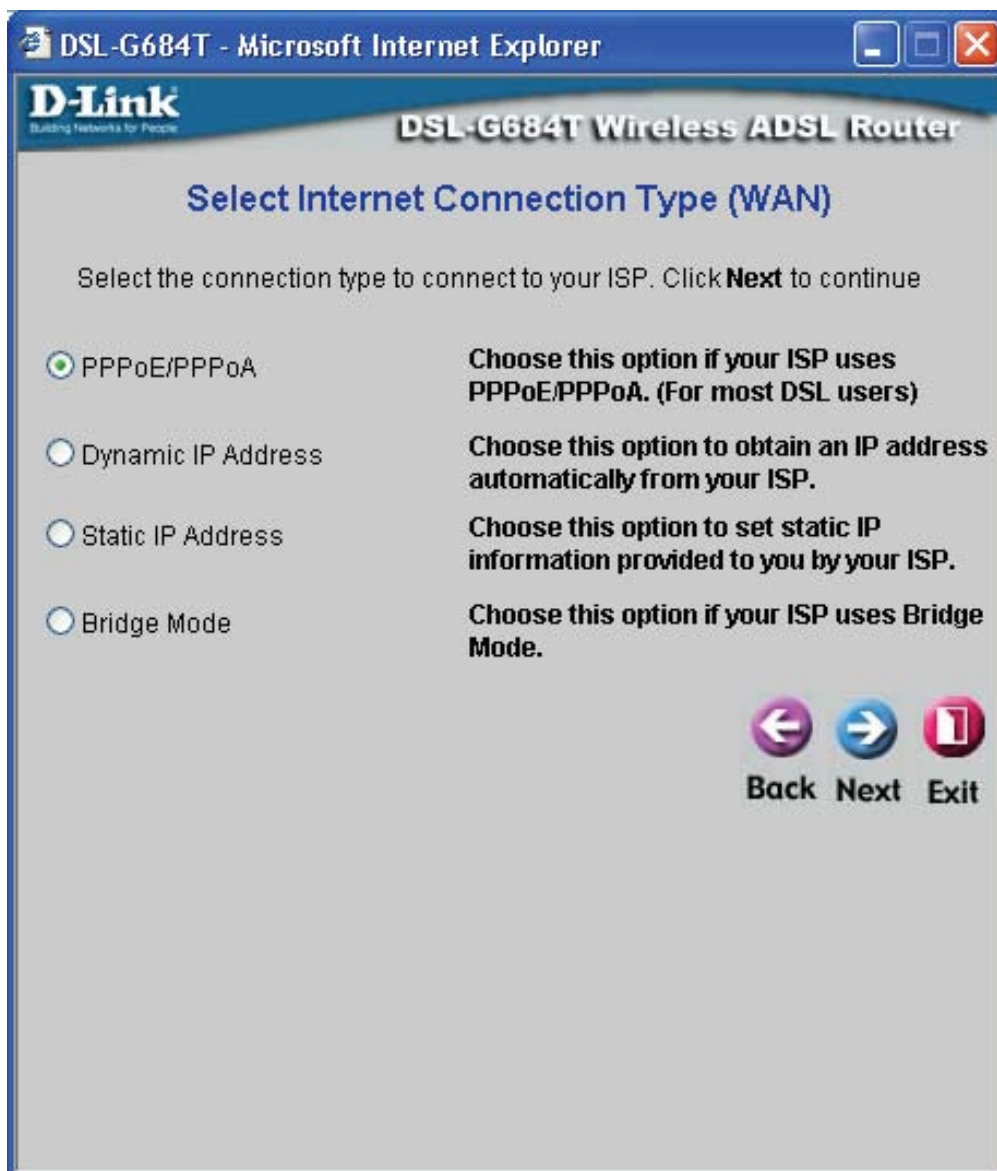 DSL-G684T - Microsoft Internet Explorer
D-Link
Building Networks for People
DSL-G684T Wireless ADSL Router
Select Internet Connection Type (WAN)
Select the connection type to connect to your ISP. Click Next to continue
PPPoE/PPPoA
Choose this option if your ISP uses
PPPoE/PPPoA. (For most DSL users)
Dynamic IP Address
Choose this option to obtain an IP address
automatically from your ISP.
Static IP Address
Choose this option to set static IP
information provided to you by your ISP.
Bridge Mode
Choose this option if your ISP uses Bridge
Mode.
Back Next Exit